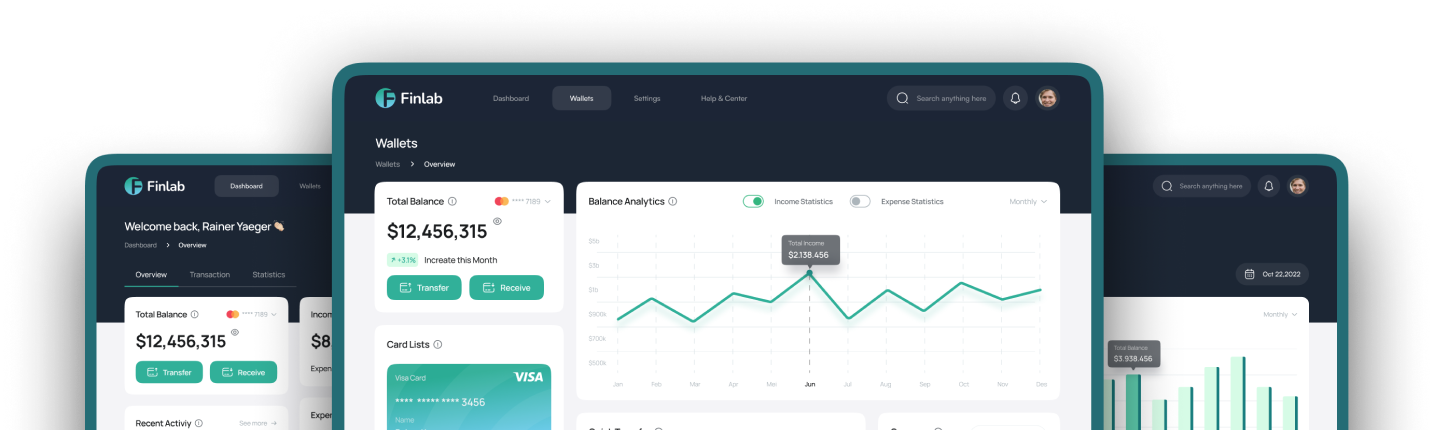 Finlab
Dashboard
Wallets
Settings
Help & Center
Search anything here
Wallets
Wallets > Overview
Total Balance
**** 7189
$12,456,315
+3.1% Increate this Month
Transfer
Receive
Card Lists
Visa Card
VISA
**** ***** **** 3456
Name
Balance Analytics
Income Statistics
Expense Statistics
Monthly
Total Income
$2.138.456
$5b
$3b
$1b
$900k
$700k
$500k
Jan Feb Mar Apr Mei Jun Jul Aug Sep Oct Nov Des
Finlab
Dashboard
Wallets
Welcome back, Rainer Yaeger 👏🏻
Dashboard > Overview
Overview
Transaction
Statistics
Total Balance
**** 7189
$12,456,315
Transfer
Receive
Recent Activiy
See more →
Search anything here
Oct 22,2022
Monthly
Total Balance
$3.938.456